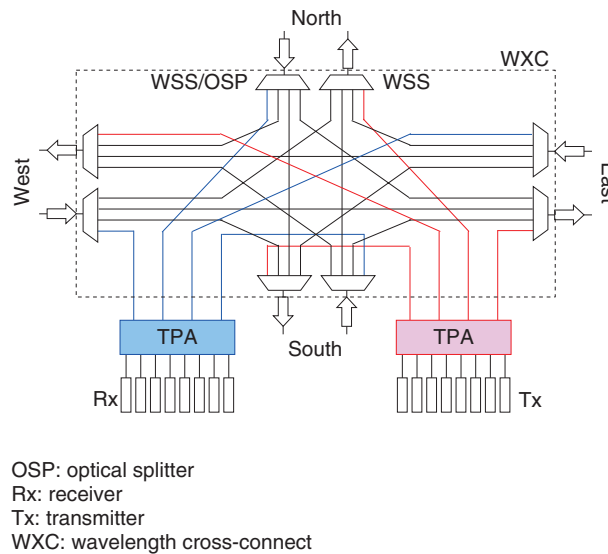 North
WXC
WSS/OSP
WSS
West
East
TPA
TPA
South
Rx
Tx
OSP: optical splitter
Rx: receiver
Tx: transmitter
WXC: wavelength cross-connect